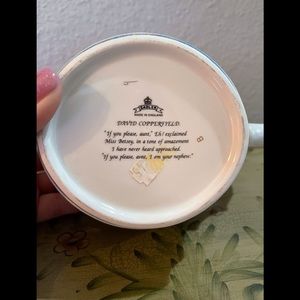 SADLER
MADE IN ENGLAND
DAVID COPPERFIELD.
"If you please, aunt," Eh! exclaimed
Miss Betsey, in a tone of amazement
I have never heard approached.
"If you please, aunt, I am your nephew."